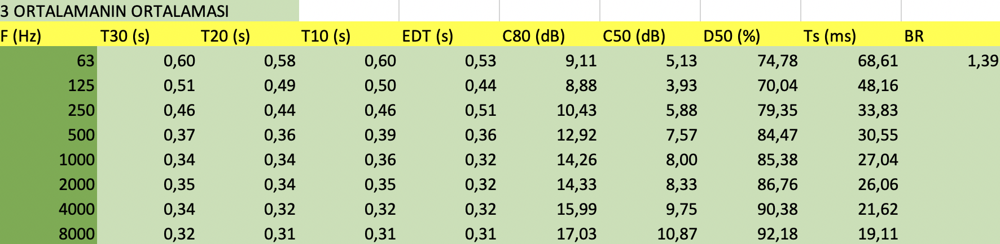 3 ORTALAMANIN ORTALAMASI
F (Hz) T30 (s) T20 (s) T10 (s) EDT (s) C80 (dB) C50 (dB) D50 (%) Ts (ms) BR
63 0,60 0,58 0,60 0,53 9,11 5,13 74,78 68,61 1,39
125 0,51 0,49 0,50 0,44 8,88 3,93 70,04 48,16
250 0,46 0,44 0,46 0,51 10,43 5,88 79,35 33,83
500 0,37 0,36 0,39 0,36 12,92 7,57 84,47 30,55
1000 0,34 0,34 0,36 0,32 14,26 8,00 85,38 27,04
2000 0,35 0,34 0,35 0,32 14,33 8,33 86,76 26,06
4000 0,34 0,32 0,32 0,32 15,99 9,75 90,38 21,62
8000 0,32 0,31 0,31 0,31 17,03 10,87 92,18 19,11